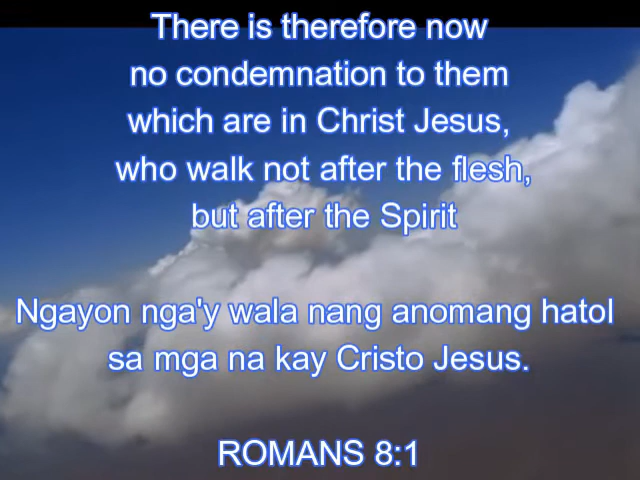 There is therefore now
no condemnation to them
which are in Christ Jesus,
who walk not after the flesh,
but after the Spirit
Ngayon nga'y wala nang anomang hatol
sa mga na kay Cristo Jesus.
ROMANS 8:1